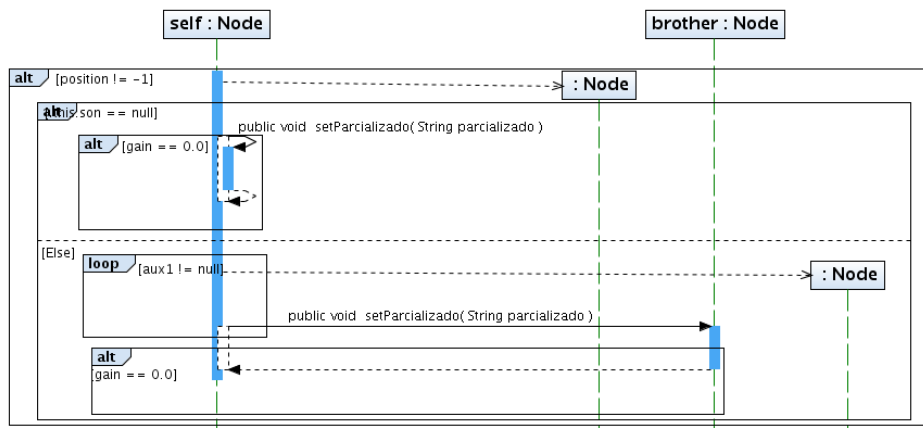 self : Node
brother : Node
alt [position != -1]
: Node
alt [this.son == null]
public void setParcializado( String parcializado )
alt [gain == 0.0]
[Else]
loop [aux1 != null]
: Node
public void setParcializado( String parcializado )
alt
[gain == 0.0]